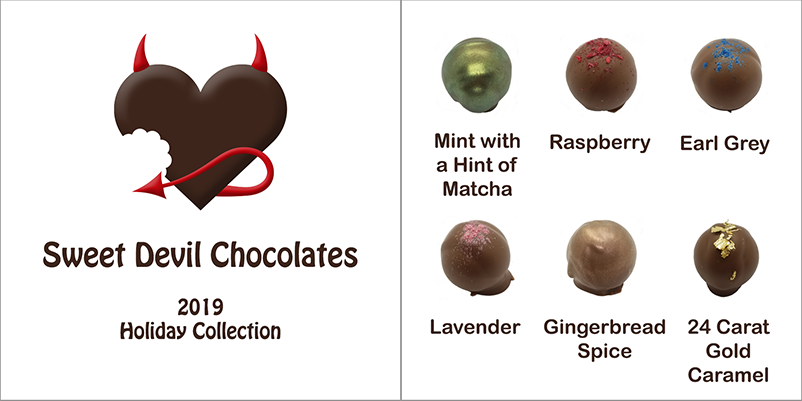 Sweet Devil Chocolates
2019
Holiday Collection
Mint with
a Hint of
Matcha
Raspberry
Earl Grey
Lavender
Gingerbread
Spice
24 Carat
Gold
Caramel